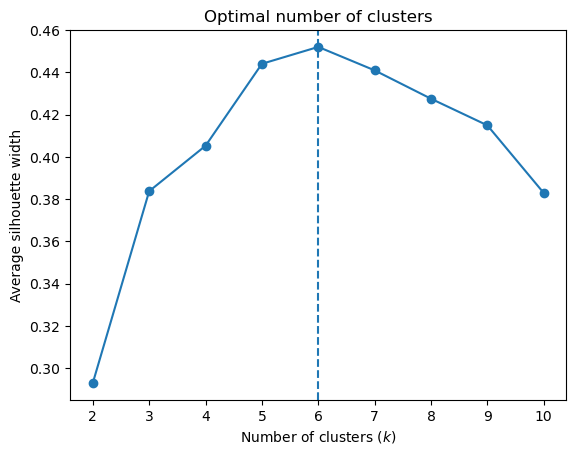 Optimal number of clusters
0.46
0.44
0.42
0.40
0.38
0.36
0.34
0.32
0.30
Average silhouette width
2 3 4 5 6 7 8 9 10
Number of clusters (k)